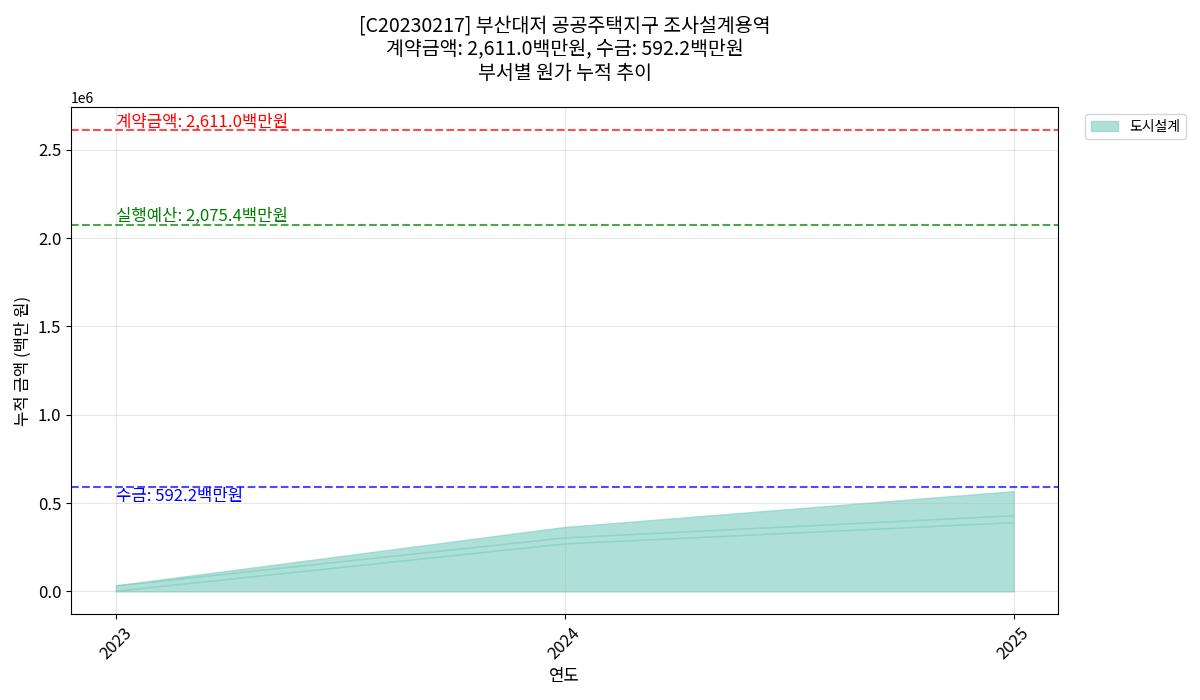 [C20230217] 부산대저 공공주택지구 조사설계용역
계약금액: 2,611.0백만원, 수금: 592.2백만원
부서별 원가 누적 추이
1e6
계약금액: 2,611.0백만원
도시설계
2.5
실행예산: 2,075.4백만원
2.0
누적 금액 (백만 원)
1.5
1.0
수금: 592.2백만원
0.5
0.0
2023
2024
2025
연도